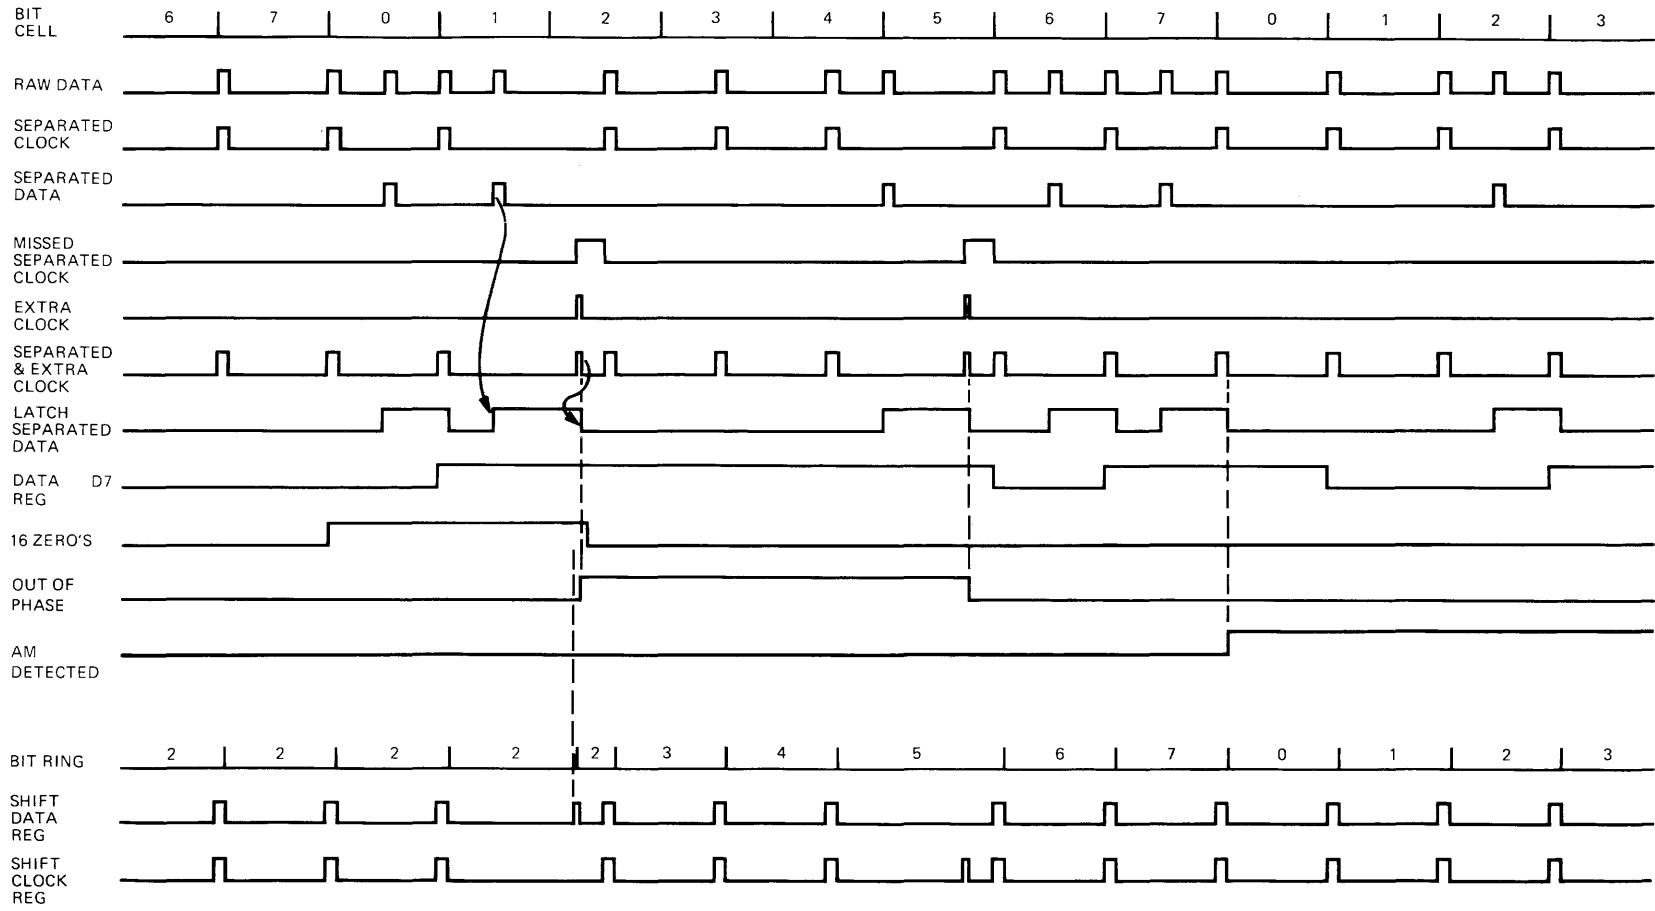 BIT
CELL
6 7 0 1 2 3 4 5 6 7 0 1 2 3
RAW DATA
SEPARATED
CLOCK
SEPARATED
DATA
MISSED
SEPARATED
CLOCK
EXTRA
CLOCK
SEPARATED
& EXTRA
CLOCK
LATCH
SEPARATED
DATA
DATA D7
REG
16 ZERO'S
OUT OF
PHASE
AM
DETECTED
BIT RING 2 2 2 2 2 3 4 5 6 7 0 1 2 3
SHIFT
DATA
REG
SHIFT
CLOCK
REG